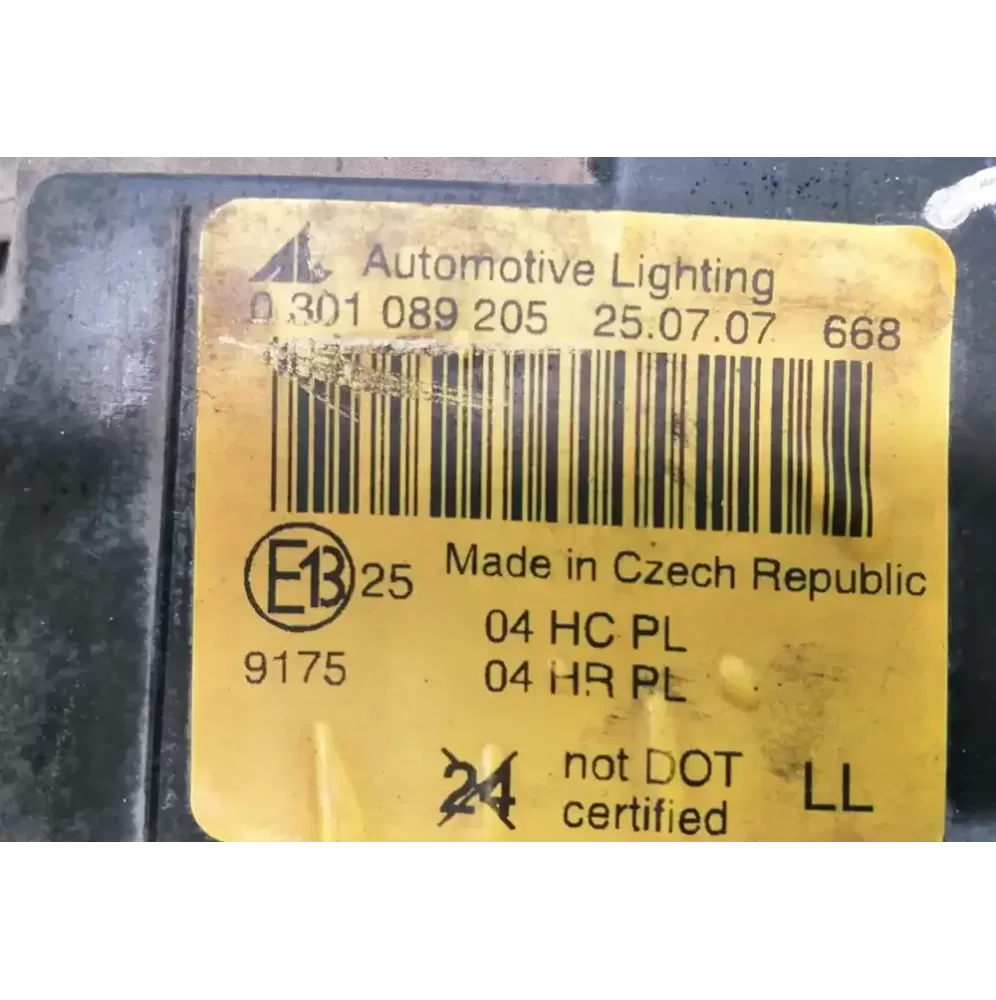 AL Automotive Lighting
0 301 089 205 25.07.07 668
E13 25 Made in Czech Republic
9175 04 HC PL
04 HR PL
24 not DOT LL
certified